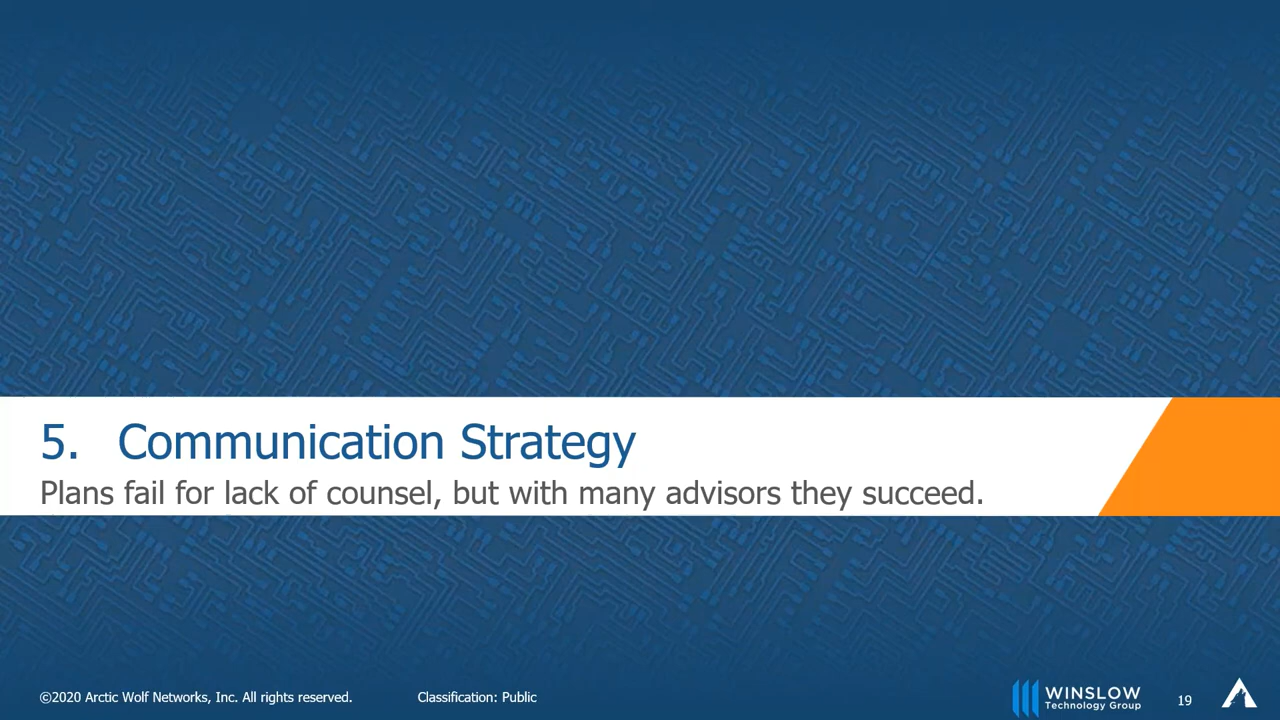 5. Communication Strategy
Plans fail for lack of counsel, but with many advisors they succeed.
©2020 Arctic Wolf Networks, Inc. All rights reserved.
Classification: Public
WINSLOW
Technology Group
19